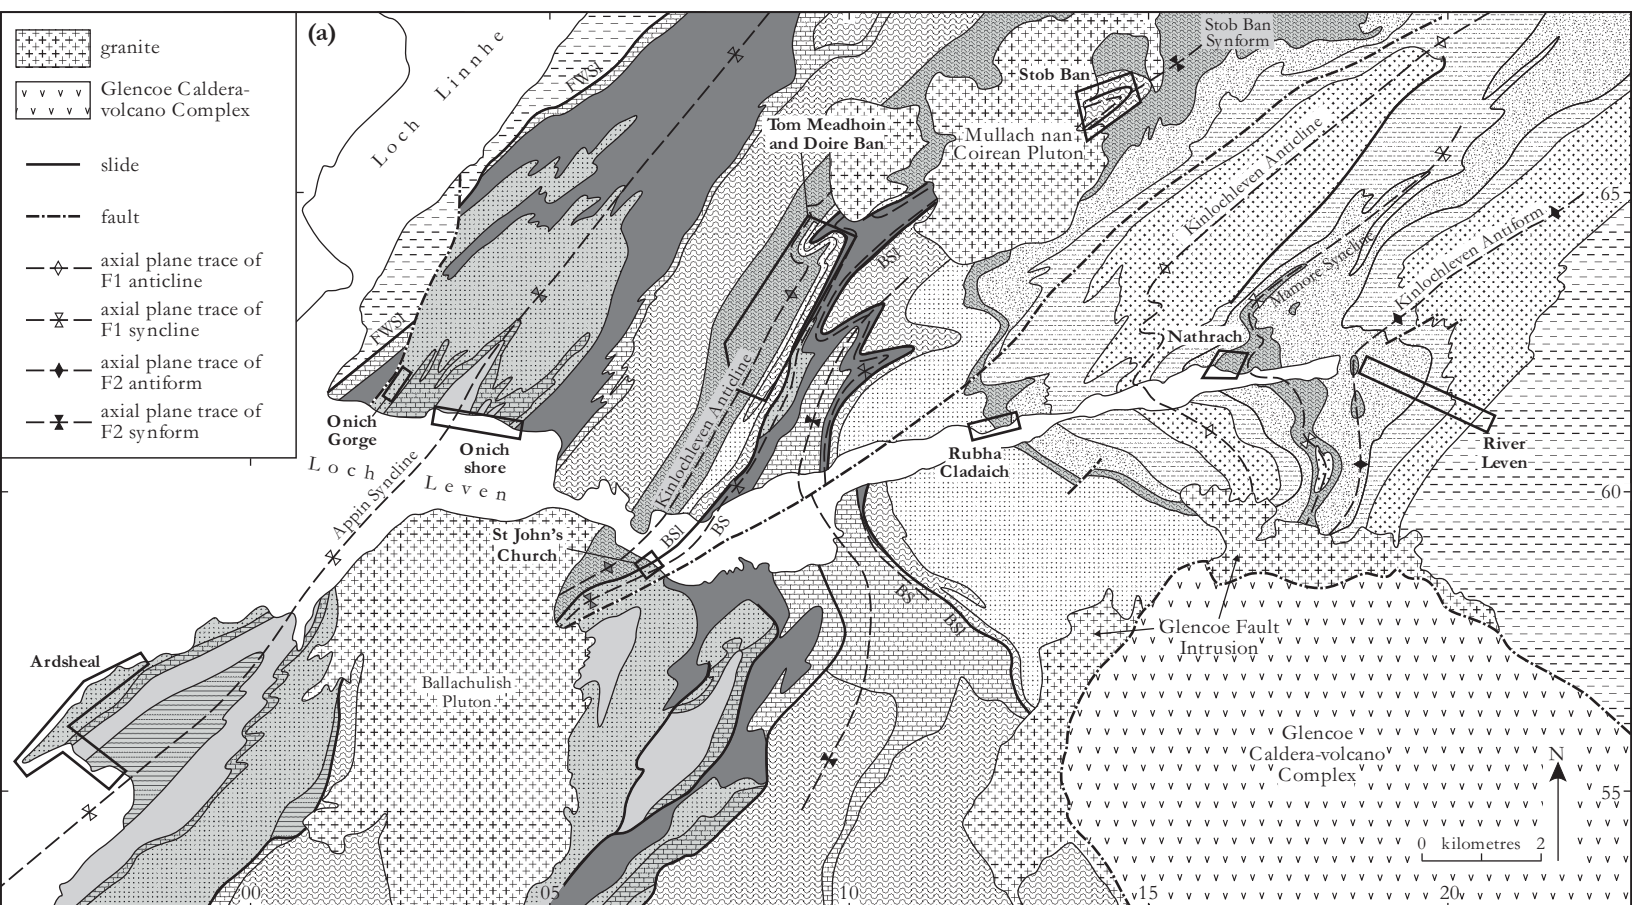 (a)
granite
Glencoe Caldera-
volcano Complex
slide
fault
axial plane trace of
F1 anticline
axial plane trace of
F1 syncline
axial plane trace of
F2 antiform
axial plane trace of
F2 synform
Loch Linnhe
FWSl
Stob Ban
Synform
Stob Ban
Tom Meadhoin
and Doire Ban
Mullach nan
Coirean Pluton
Kinlochleven Anticline
65
Kinlochleven Antiform
Mamore Syncline
BSl
FWSl
Nathrach
Onich
Gorge
Onich
shore
Loch Leven
Kinlochleven Anticline
Rubha
Cladaich
River
Leven
60
Appin Syncline
St John's
Church
BSl
BS
BS
BSl
Glencoe Fault
Intrusion
Ardsheal
Ballachulish
Pluton
Glencoe
Caldera-volcano
Complex
N
55
0 kilometres 2
00
05
10
15
20